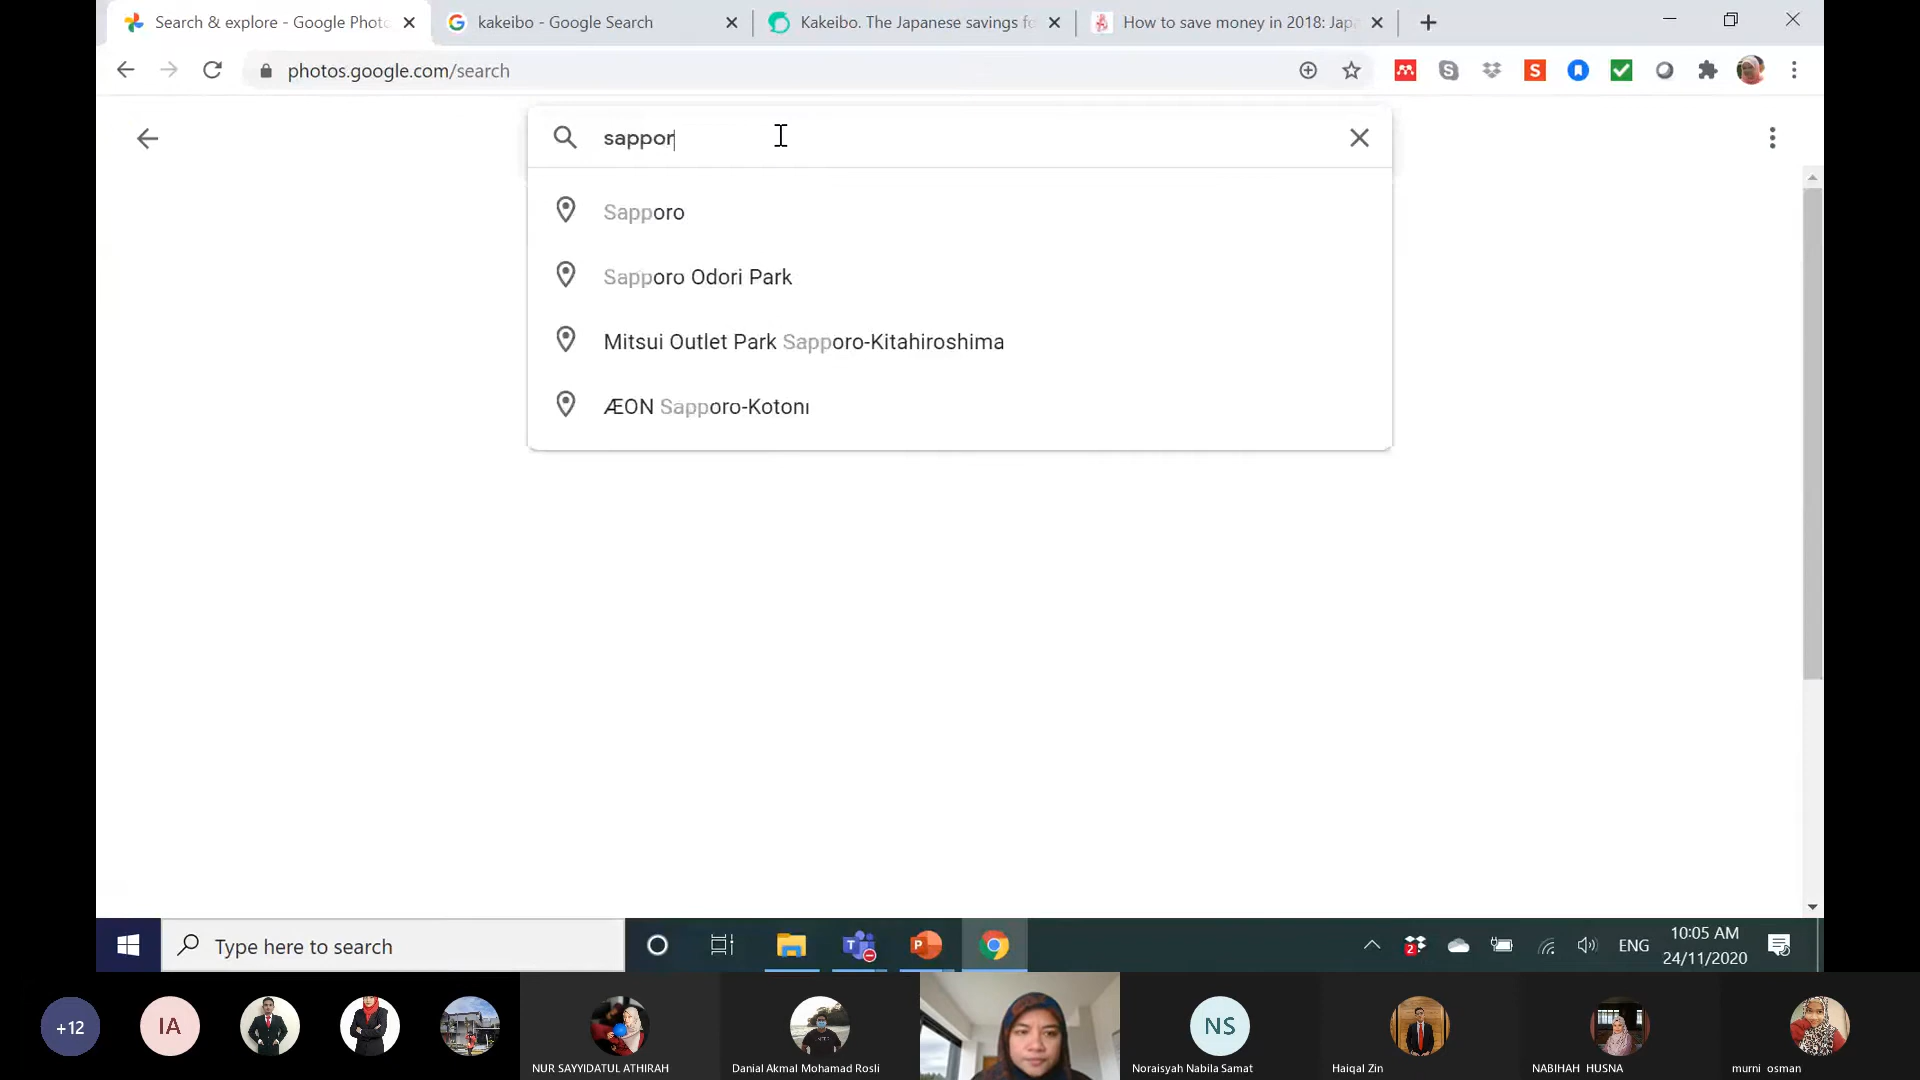 Search & explore - Google Photo
kakeibo - Google Search
Kakeibo. The Japanese savings fo
How to save money in 2018: Japa
photos.google.com/search
S
sappor
Sapporo
Sapporo Odori Park
Mitsui Outlet Park Sapporo-Kitahiroshima
ÆON Sapporo-Kotoni
Type here to search
T
P
2
ENG
10:05 AM
24/11/2020
+12
IA
NS
NUR SAYYIDATUL ATHIRAH
Danial Akmal Mohamad Rosli
Noraisyah Nabila Samat
Haiqal Zin
NABIHAH HUSNA
murni osman